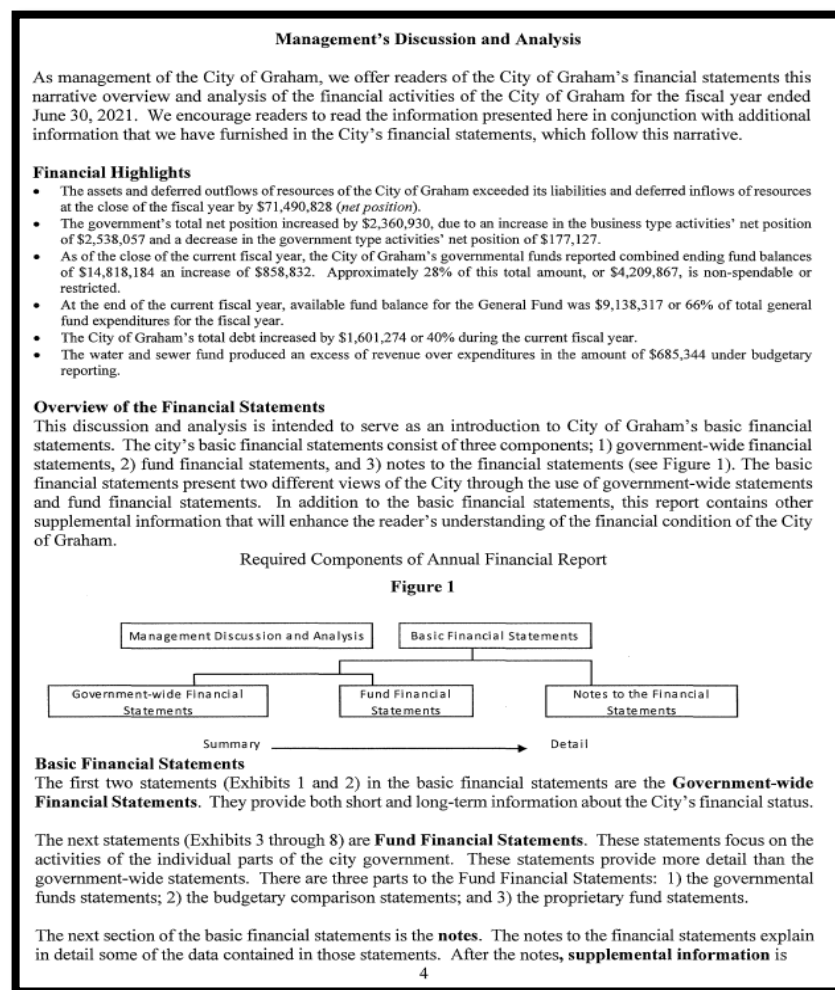 Management's Discussion and Analysis
As management of the City of Graham, we offer readers of the City of Graham's financial statements this
narrative overview and analysis of the financial activities of the City of Graham for the fiscal year ended
June 30, 2021. We encourage readers to read the information presented here in conjunction with additional
information that we have furnished in the City's financial statements, which follow this narrative.
Financial Highlights
• The assets and deferred outflows of resources of the City of Graham exceeded its liabilities and deferred inflows of resources
at the close of the fiscal year by $71,490,828 (net position).
• The government's total net position increased by $2,360,930, due to an increase in the business type activities' net position
of $2,538,057 and a decrease in the government type activities' net position of $177,127.
• As of the close of the current fiscal year, the City of Graham's governmental funds reported combined ending fund balances
of $14,818,184 an increase of $858,832. Approximately 28% of this total amount, or $4,209,867, is non-spendable or
restricted.
• At the end of the current fiscal year, available fund balance for the General Fund was $9,138,317 or 66% of total general
fund expenditures for the fiscal year.
• The City of Graham's total debt increased by $1,601,274 or 40% during the current fiscal year.
• The water and sewer fund produced an excess of revenue over expenditures in the amount of $685,344 under budgetary
reporting.
Overview of the Financial Statements
This discussion and analysis is intended to serve as an introduction to City of Graham's basic financial
statements. The city's basic financial statements consist of three components; 1) government-wide financial
statements, 2) fund financial statements, and 3) notes to the financial statements (see Figure 1). The basic
financial statements present two different views of the City through the use of government-wide statements
and fund financial statements. In addition to the basic financial statements, this report contains other
supplemental information that will enhance the reader's understanding of the financial condition of the City
of Graham.
Required Components of Annual Financial Report
Figure 1
Management Discussion and Analysis
Basic Financial Statements
Government-wide Financial
Statements
Fund Financial
Statements
Notes to the Financial
Statements
Summary
Detail
Basic Financial Statements
The first two statements (Exhibits 1 and 2) in the basic financial statements are the Government-wide
Financial Statements. They provide both short and long-term information about the City's financial status.
The next statements (Exhibits 3 through 8) are Fund Financial Statements. These statements focus on the
activities of the individual parts of the city government. These statements provide more detail than the
government-wide statements. There are three parts to the Fund Financial Statements: 1) the governmental
funds statements; 2) the budgetary comparison statements; and 3) the proprietary fund statements.
The next section of the basic financial statements is the notes. The notes to the financial statements explain
in detail some of the data contained in those statements. After the notes, supplemental information is
4